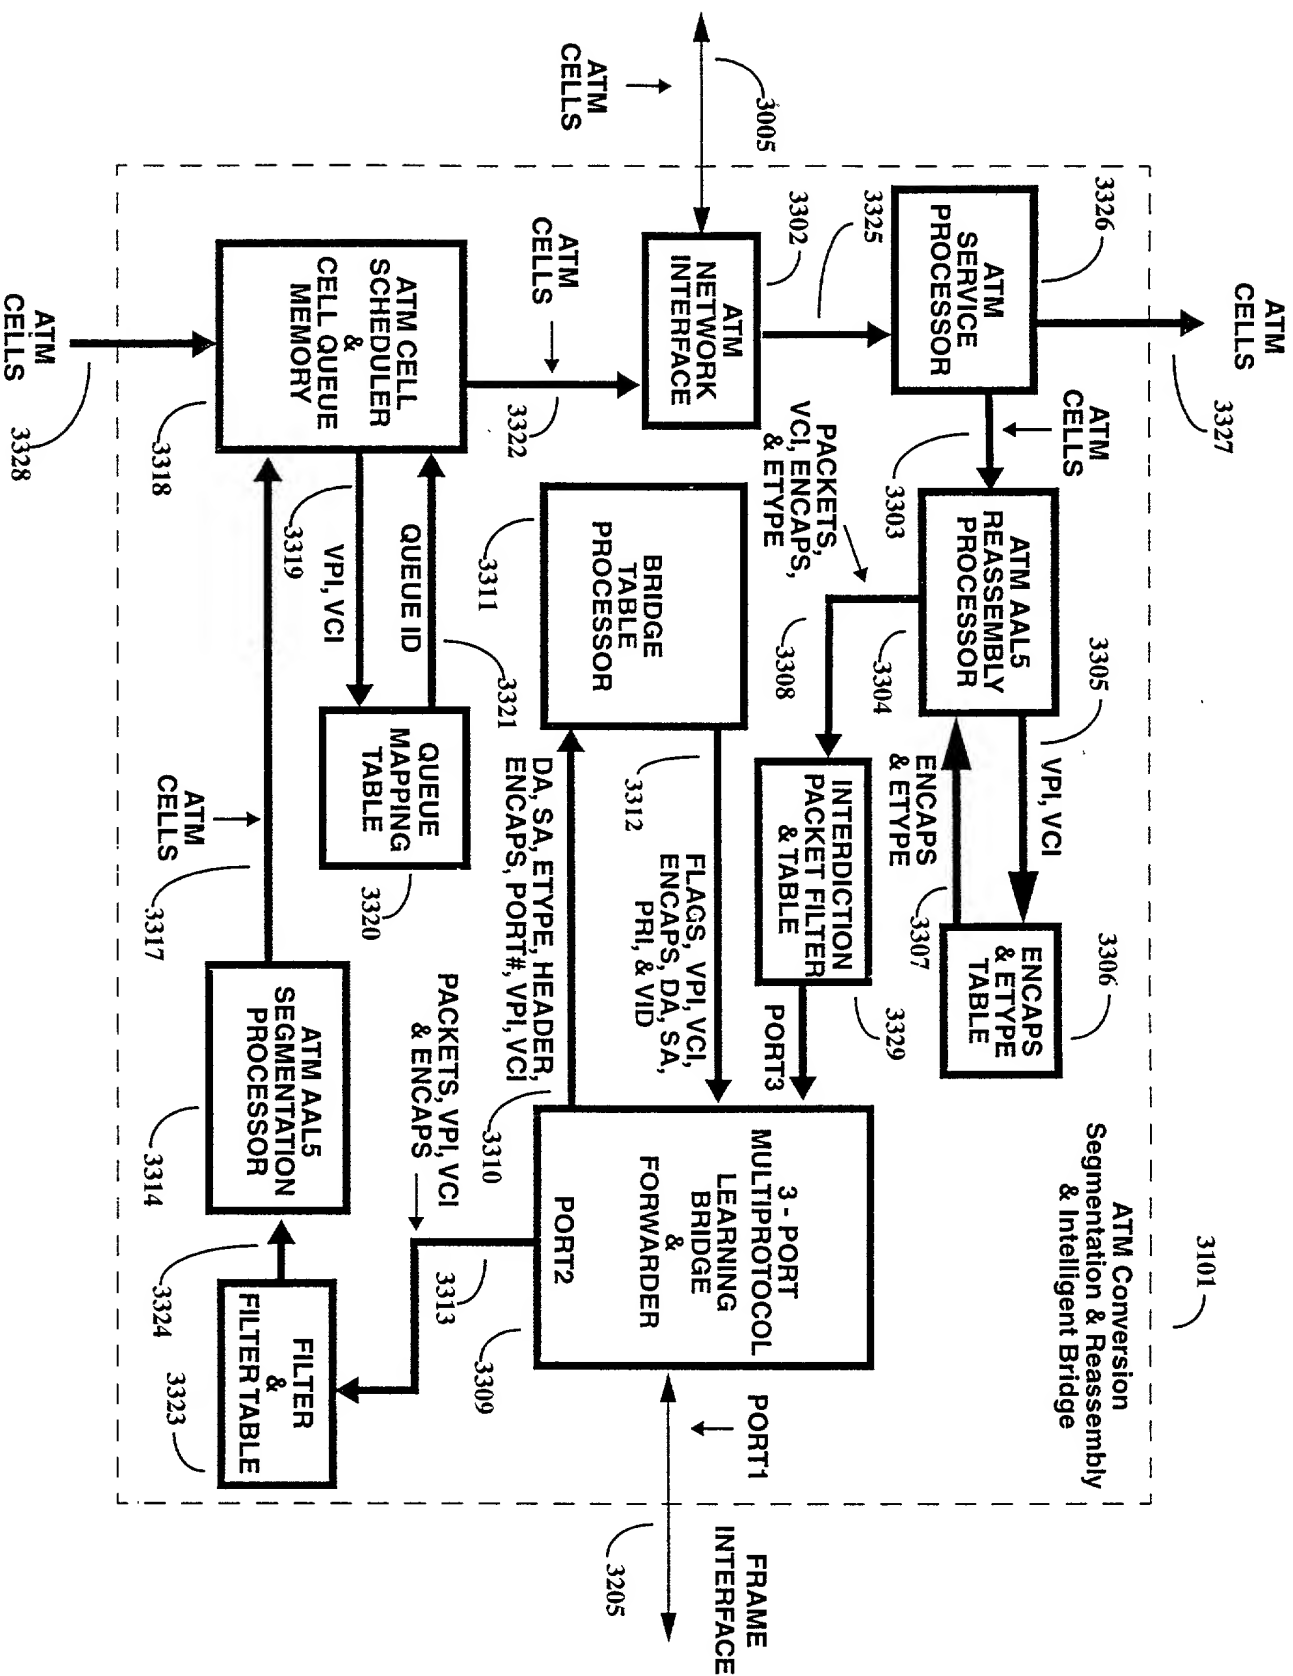 3101
ATM Conversion
Segmentation & Reassembly
& Intelligent Bridge
ATM
CELLS
3327
3326
ATM
SERVICE
PROCESSOR
ATM
CELLS
3303
3325
3302
ATM
NETWORK
INTERFACE
3005
ATM
CELLS
ATM AAL5
REASSEMBLY
PROCESSOR
3305
VPI, VCI
3306
ENCAPS
& ETYPE
TABLE
ENCAPS
& ETYPE
3307
3304
PACKETS,
VCI, ENCAPS,
& ETYPE
3308
INTERDICTION
PACKET FILTER
& TABLE
3329
PORT3
BRIDGE
TABLE
PROCESSOR
3311
3312
FLAGS, VPI, VCI,
ENCAPS, DA, SA,
PRI, & VID
DA, SA, ETYPE, HEADER,
ENCAPS, PORT#, VPI, VCI
3310
3 - PORT
MULTIPROTOCOL
LEARNING
BRIDGE
&
FORWARDER
PORT2
3309
PORT1
FRAME
INTERFACE
3205
PACKETS, VPI, VCI
& ENCAPS
3313
ATM
CELLS
3322
ATM CELL
SCHEDULER
&
CELL QUEUE
MEMORY
3318
ATM
CELLS
3328
QUEUE ID
3321
VPI, VCI
3319
QUEUE
MAPPING
TABLE
3320
ATM
CELLS
3317
ATM AAL5
SEGMENTATION
PROCESSOR
3314
3324
FILTER
&
FILTER TABLE
3323